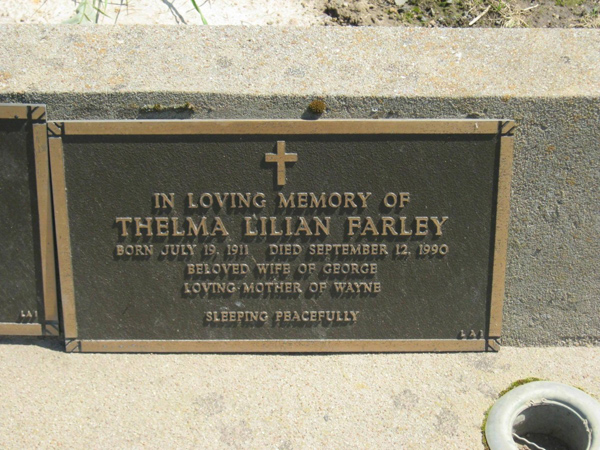 IN LOVING MEMORY OF
THELMA LILIAN FARLEY
BORN JULY 19, 1911 DIED SEPTEMBER 12, 1990
BELOVED WIFE OF GEORGE
LOVING MOTHER OF WAYNE
SLEEPING PEACEFULLY